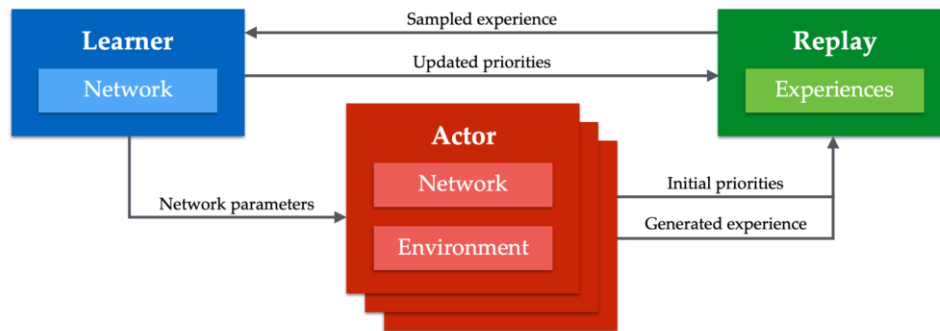 Sampled experience
Learner
Replay
Updated priorities
Network
Experiences
Actor
Network
Initial priorities
Network parameters
Generated experience
Environment